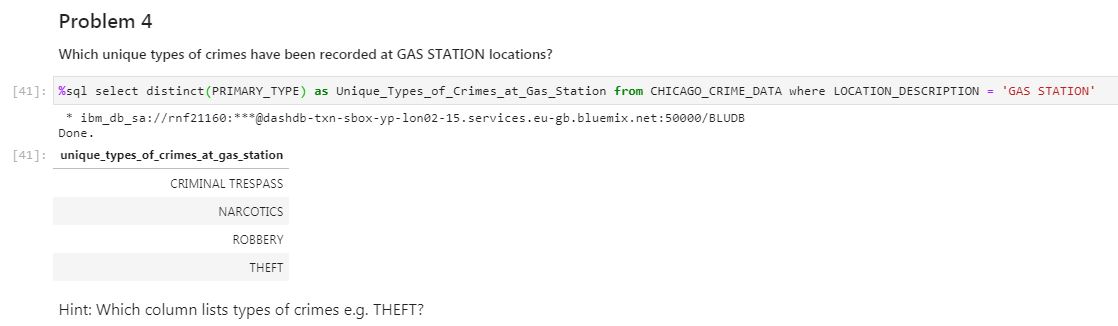 Problem 4
Which unique types of crimes have been recorded at GAS STATION locations?
[41]: %sql select distinct(PRIMARY_TYPE) as Unique_Types_of_Crimes_at_Gas_Station from CHICAGO_CRIME_DATA where LOCATION_DESCRIPTION = 'GAS STATION'
* ibm_db_sa://rnf21160:***@dashdb-txn-sbox-yp-lon02-15.services.eu-gb.bluemix.net:50000/BLUDB
Done.
[41]: unique_types_of_crimes_at_gas_station
CRIMINAL TRESPASS
NARCOTICS
ROBBERY
THEFT
Hint: Which column lists types of crimes e.g. THEFT?